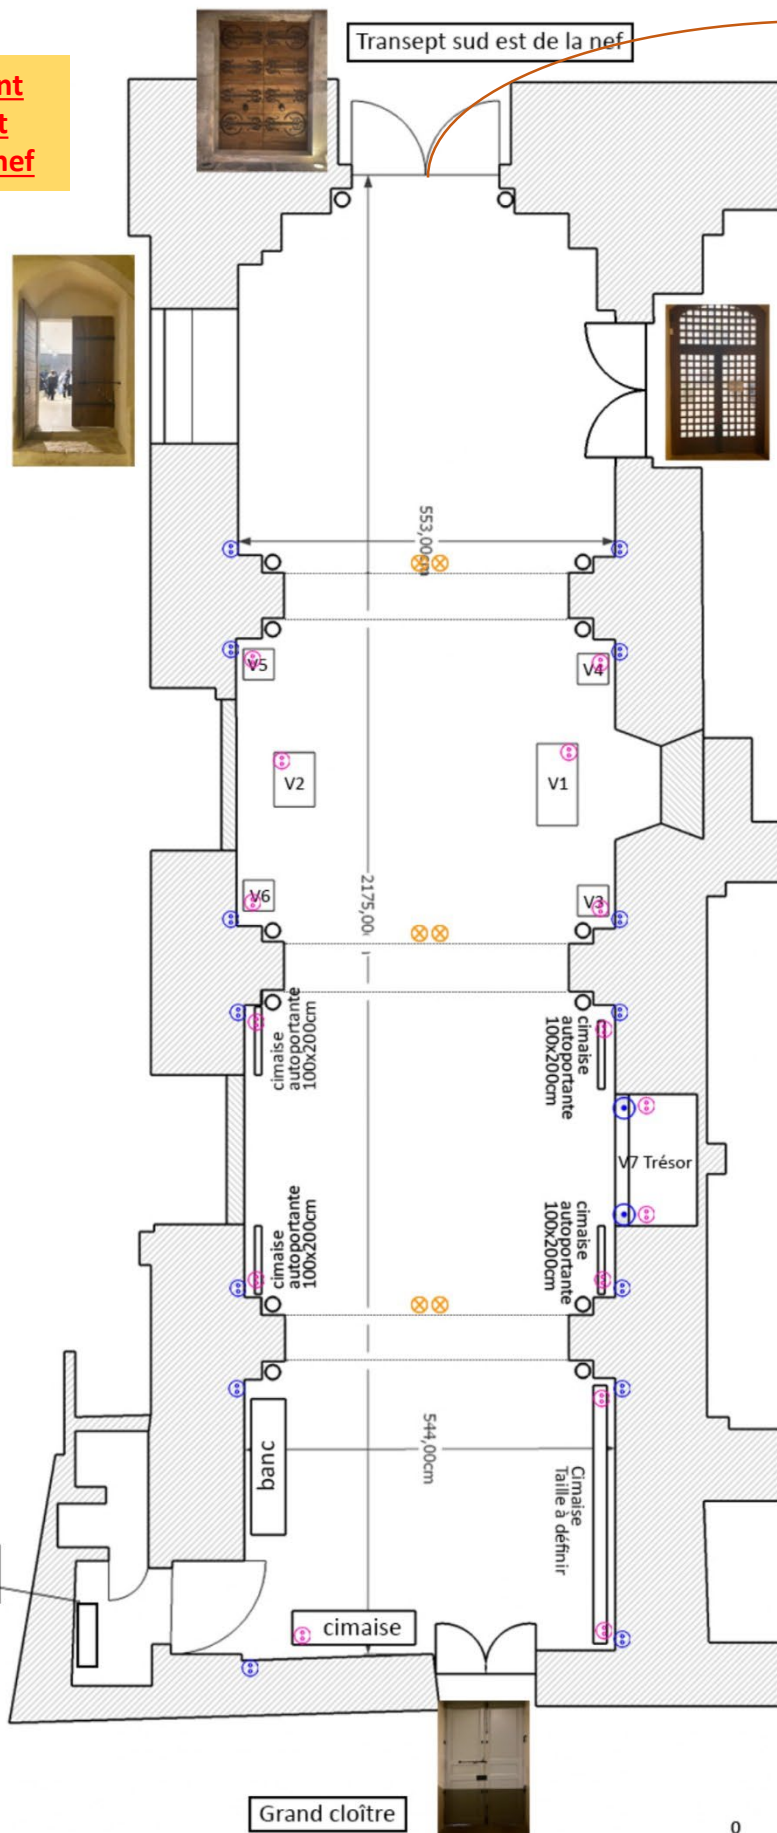 Transept sud est de la nef
nt
t
nef
553,00cm
V5
V4
V2
V1
V6
V3
2175,00
cimaise
autoportante
100x200cm
cimaise
autoportante
100x200cm
V7 Trésor
cimaise
autoportante
100x200cm
cimaise
autoportante
100x200cm
banc
544,00cm
Cimaise
Taille à définir
cimaise
Grand cloître
0